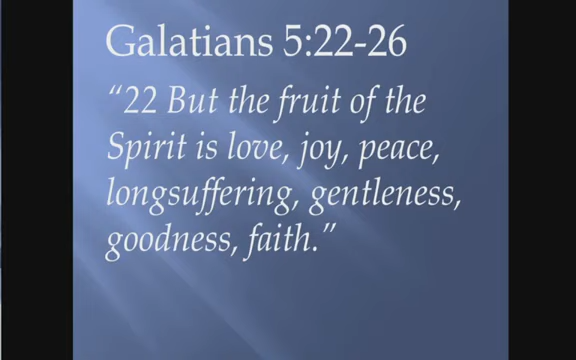 Galatians 5:22-26
“22 But the fruit of the
Spirit is love, joy, peace,
longsuffering, gentleness,
goodness, faith.”